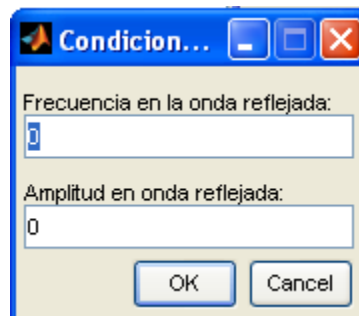 Condicion...
Frecuencia en la onda reflejada:
0
Amplitud en onda reflejada:
0
OK Cancel